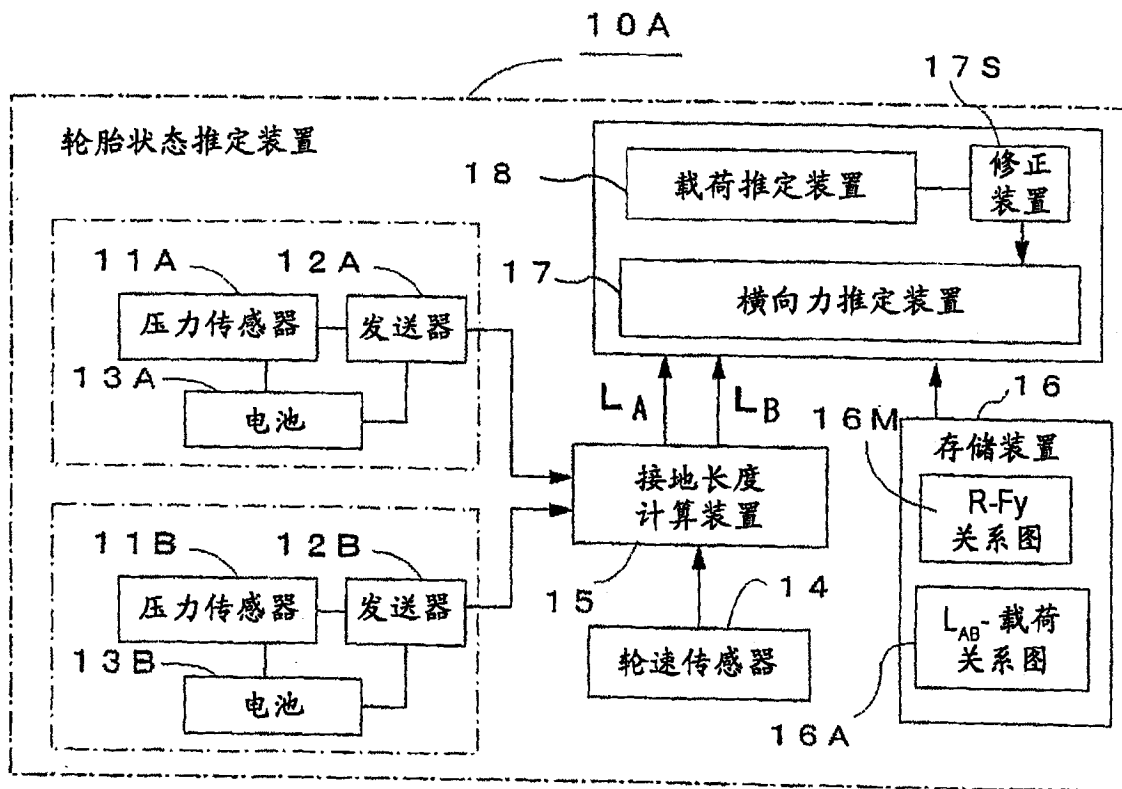 10A
轮胎状态推定装置
17S
修正
装置
18
载荷推定装置
17
横向力推定装置
11A
12A
压力传感器
发送器
13A
电池
L_A
L_B
16
16M
存储装置
R-Fy
关系图
L_AB-载荷
关系图
16A
接地长度
计算装置
15
14
轮速传感器
11B
12B
压力传感器
发送器
13B
电池